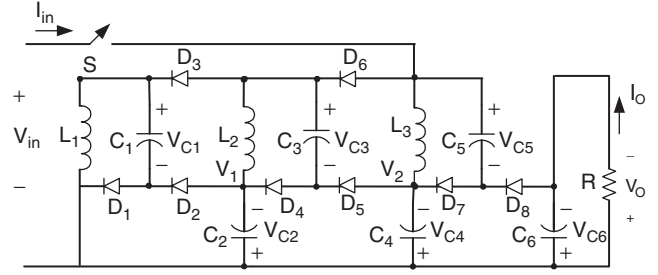 I_in
S
D_3
D_6
+
V_in
−
L_1
C_1
+
−
V_C1
L_2
V_1
C_3
+
−
V_C3
L_3
V_2
C_5
+
−
V_C5
I_O
R
−
V_O
+
D_1
D_2
D_4
D_5
D_7
D_8
C_2
−
V_C2
+
C_4
−
V_C4
+
C_6
−
V_C6
+